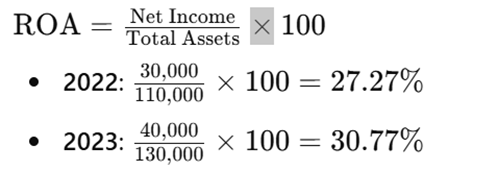 ROA = Net Income / Total Assets × 100
• 2022: 30,000 / 110,000 × 100 = 27.27%
• 2023: 40,000 / 130,000 × 100 = 30.77%